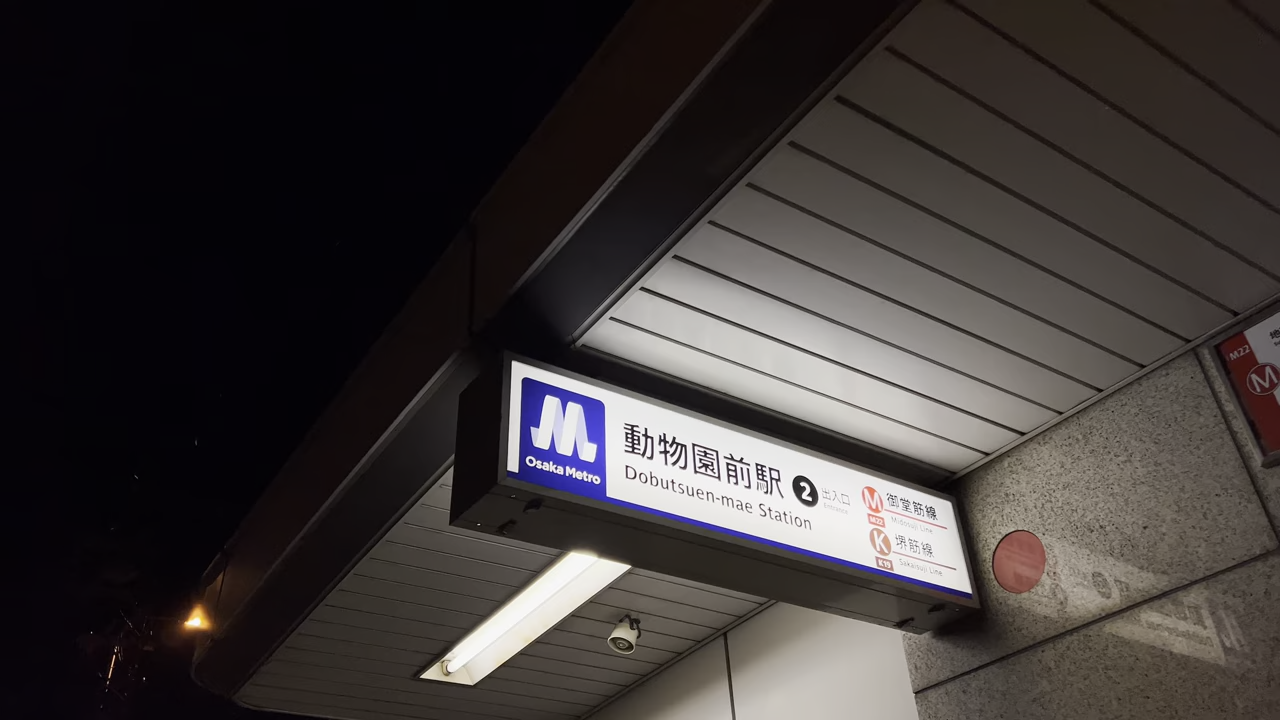 Osaka Metro
動物園前駅
Dobutsuen-mae Station
2
出入口
Entrance
M 御堂筋線
M22 Midosuji Line
K 堺筋線
K19 Sakaisuji Line
M22
M